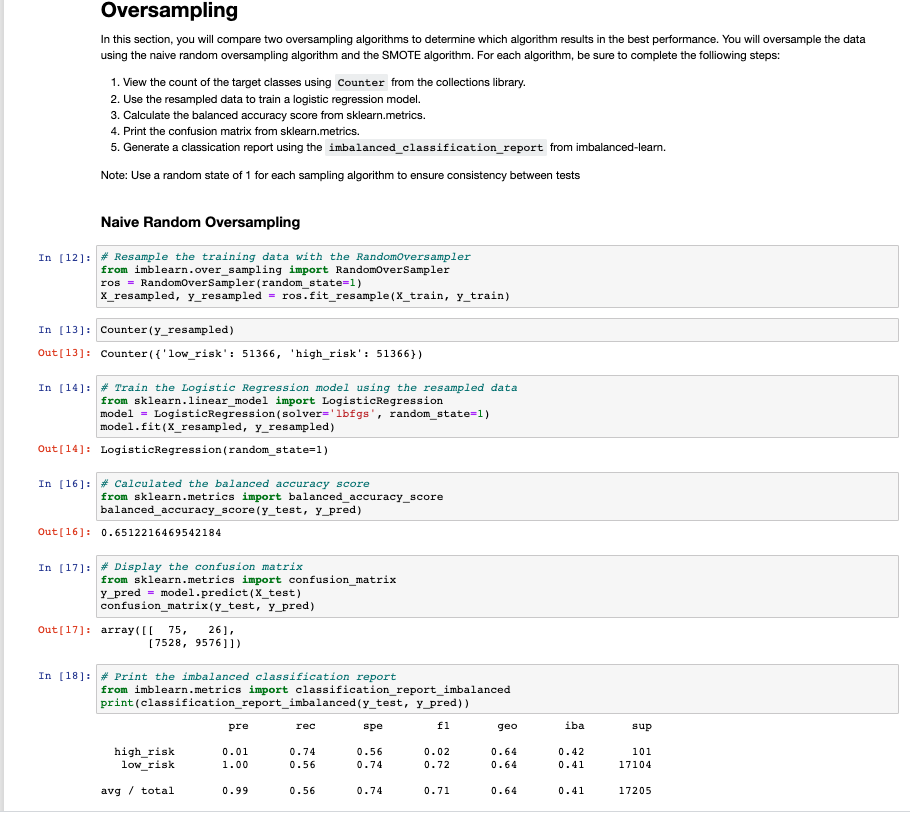 Oversampling
In this section, you will compare two oversampling algorithms to determine which algorithm results in the best performance. You will oversample the data
using the naive random oversampling algorithm and the SMOTE algorithm. For each algorithm, be sure to complete the folliowing steps:
1. View the count of the target classes using Counter from the collections library.
2. Use the resampled data to train a logistic regression model.
3. Calculate the balanced accuracy score from sklearn.metrics.
4. Print the confusion matrix from sklearn.metrics.
5. Generate a classication report using the imbalanced_classification_report from imbalanced-learn.
Note: Use a random state of 1 for each sampling algorithm to ensure consistency between tests
Naive Random Oversampling
In [12]: # Resample the training data with the RandomOversampler
from imblearn.over_sampling import RandomOverSampler
ros = RandomOverSampler(random_state=1)
X_resampled, y_resampled = ros.fit_resample(X_train, y_train)
In [13]: Counter(y_resampled)
Out[13]: Counter({'low_risk': 51366, 'high_risk': 51366})
In [14]: # Train the Logistic Regression model using the resampled data
from sklearn.linear_model import LogisticRegression
model = LogisticRegression(solver='lbfgs', random_state=1)
model.fit(X_resampled, y_resampled)
Out[14]: LogisticRegression(random_state=1)
In [16]: # Calculated the balanced accuracy score
from sklearn.metrics import balanced_accuracy_score
balanced_accuracy_score(y_test, y_pred)
Out[16]: 0.6512216469542184
In [17]: # Display the confusion matrix
from sklearn.metrics import confusion_matrix
y_pred = model.predict(X_test)
confusion_matrix(y_test, y_pred)
Out[17]: array([[  75,   26],
[7528, 9576]])
In [18]: # Print the imbalanced classification report
from imblearn.metrics import classification_report_imbalanced
print(classification_report_imbalanced(y_test, y_pred))
pre rec spe f1 geo iba sup
high_risk 0.01 0.74 0.56 0.02 0.64 0.42 101
low_risk 1.00 0.56 0.74 0.72 0.64 0.41 17104
avg / total 0.99 0.56 0.74 0.71 0.64 0.41 17205